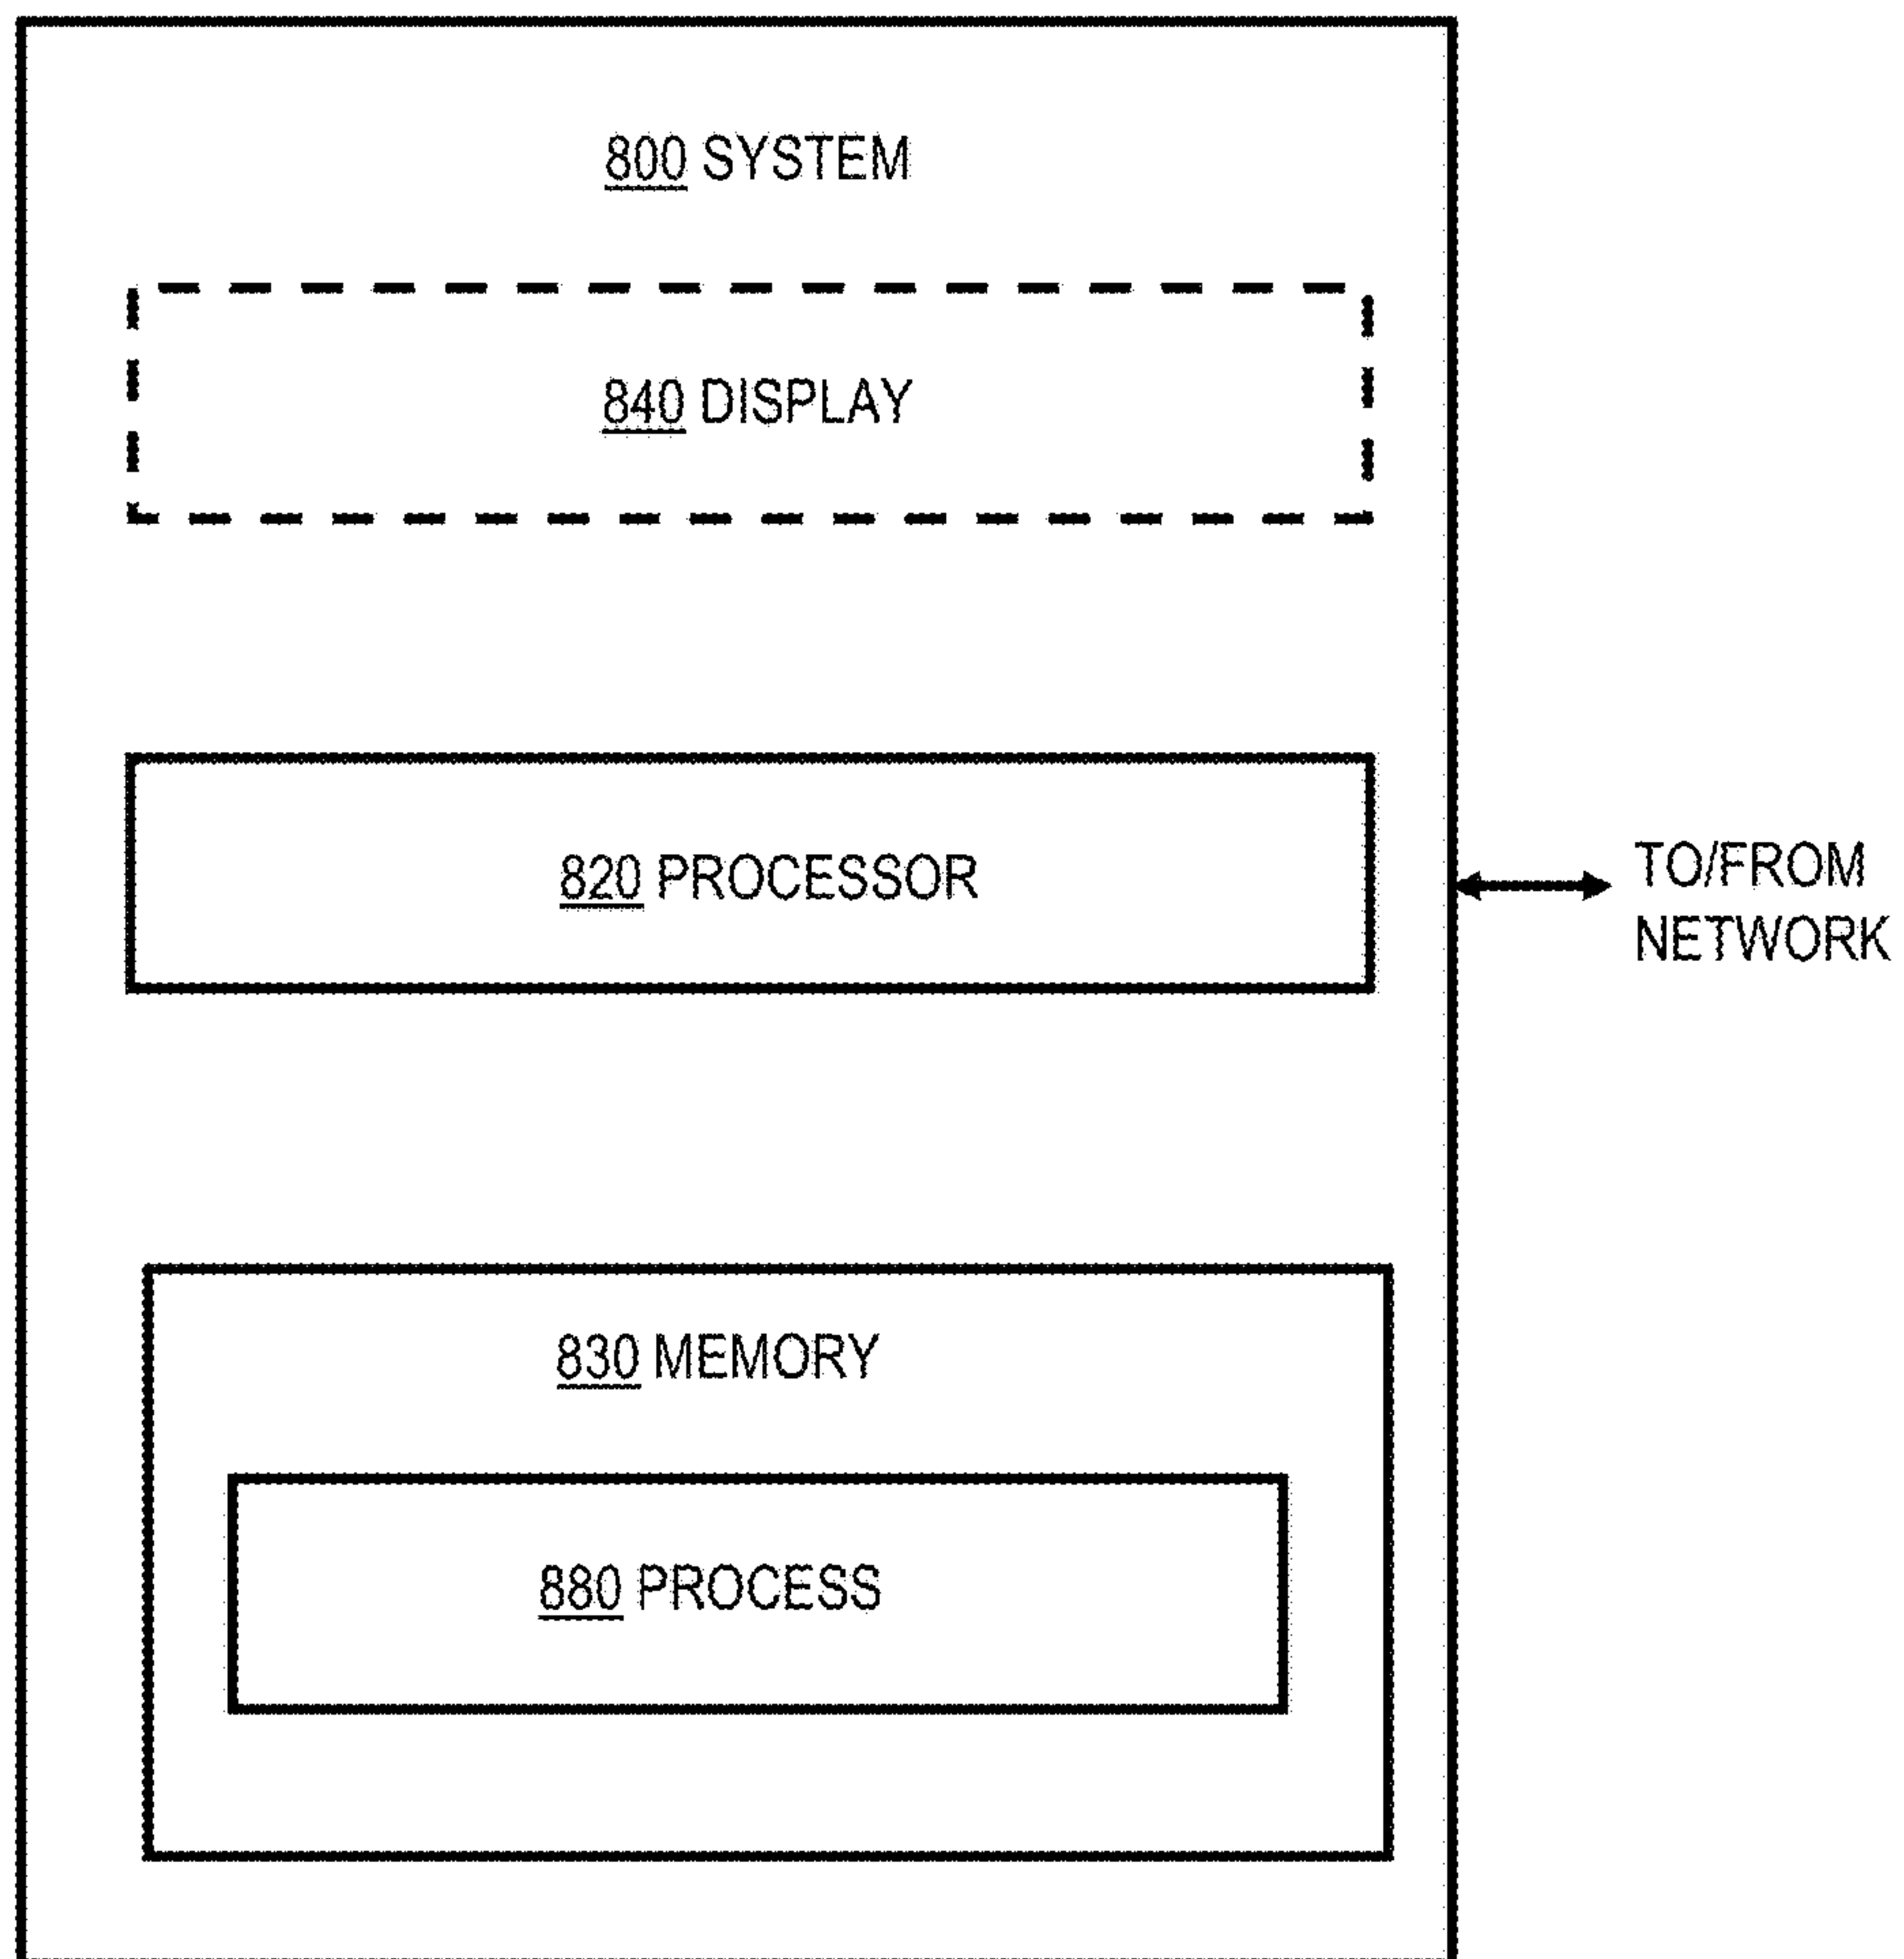 800 SYSTEM
840 DISPLAY
820 PROCESSOR
TO/FROM
NETWORK
830 MEMORY
880 PROCESS